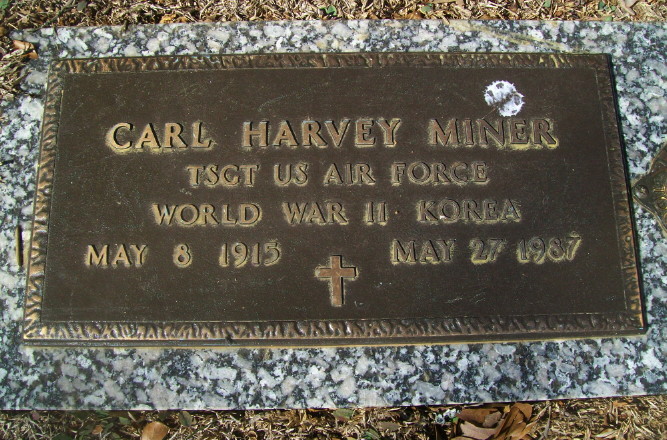 CARL HARVEY MINER
TSGT US AIR FORCE
WORLD WAR II · KOREA
MAY 8 1915 MAY 27 1987